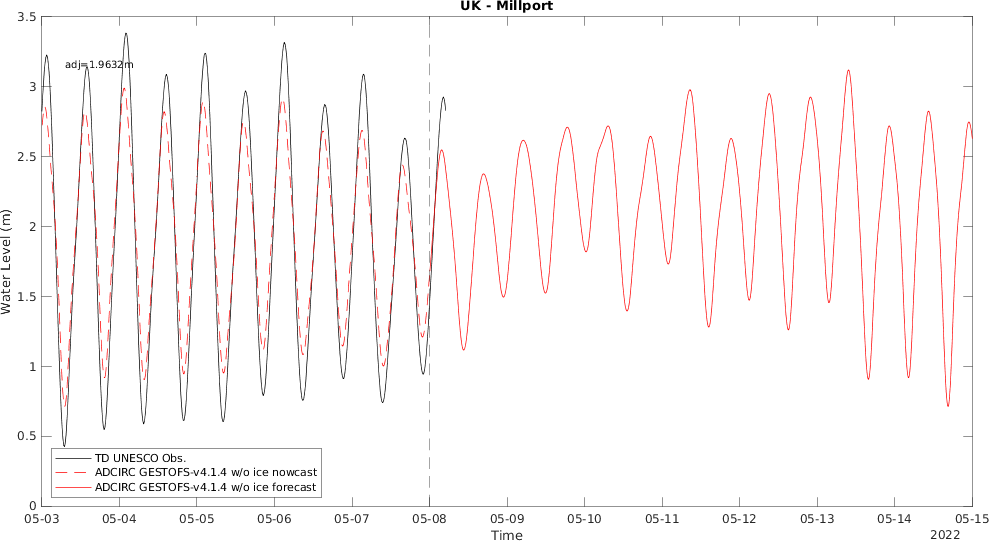 UK - Millport
adj=1.9632m
Water Level (m)
3.5
3
2.5
2
1.5
1
0.5
0
TD UNESCO Obs.
ADCIRC GESTOFS-v4.1.4 w/o ice nowcast
ADCIRC GESTOFS-v4.1.4 w/o ice forecast
05-03 05-04 05-05 05-06 05-07 05-08 05-09 05-10 05-11 05-12 05-13 05-14 05-15
Time
2022